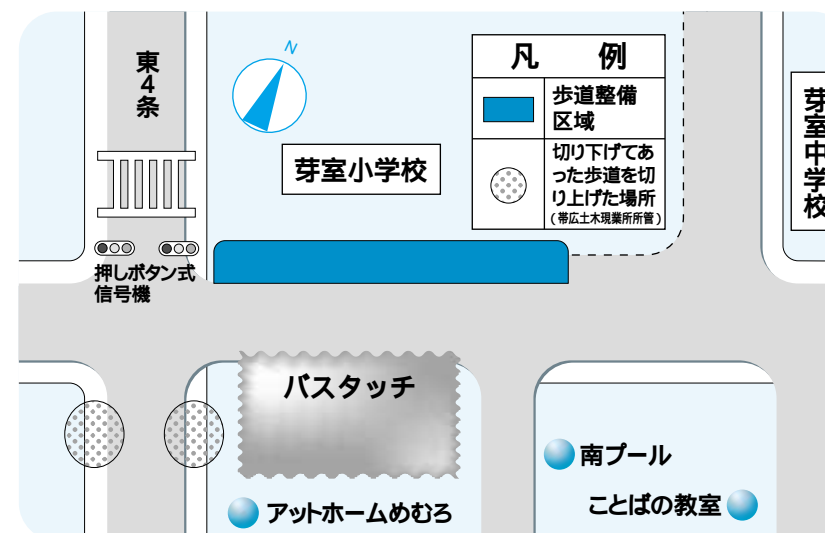 東4条
N
凡　例
歩道整備
区域
切り下げてあ
った歩道を切
り上げた場所
(帯広土木現業所所管)
芽室小学校
芽室中学校
押しボタン式
信号機
バスタッチ
南プール
ことばの教室
アットホームめむろ